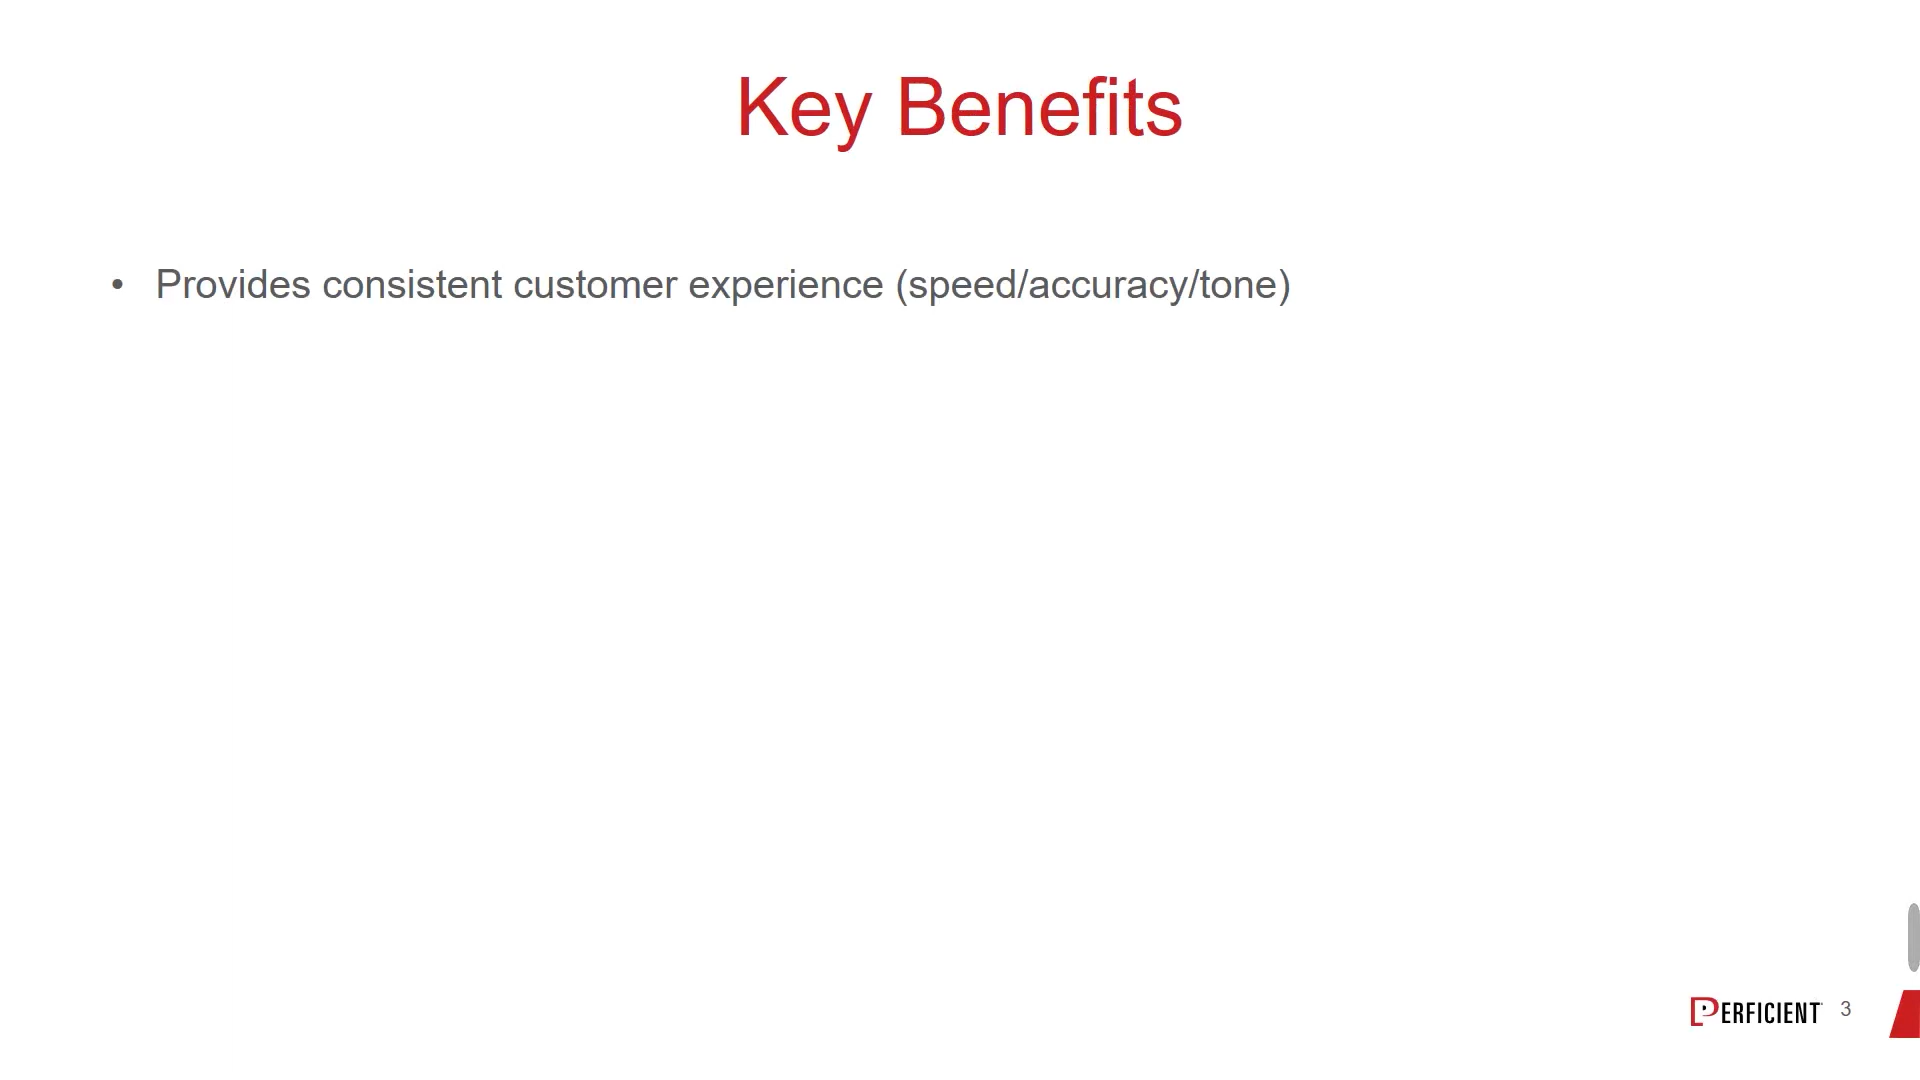 Key Benefits
• Provides consistent customer experience (speed/accuracy/tone)
PERFICIENT 3